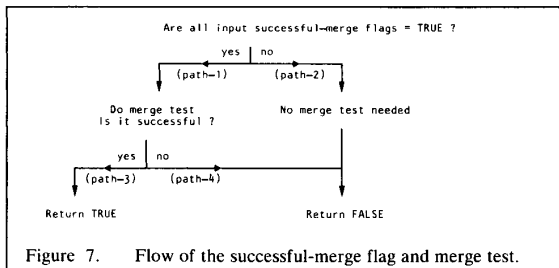 Are all input successful-merge flags = TRUE ?
yes no
(path-1) (path-2)
Do merge test No merge test needed
Is it successful ?
yes no
(path-3) (path-4)
Return TRUE Return FALSE
Figure 7. Flow of the successful-merge flag and merge test.